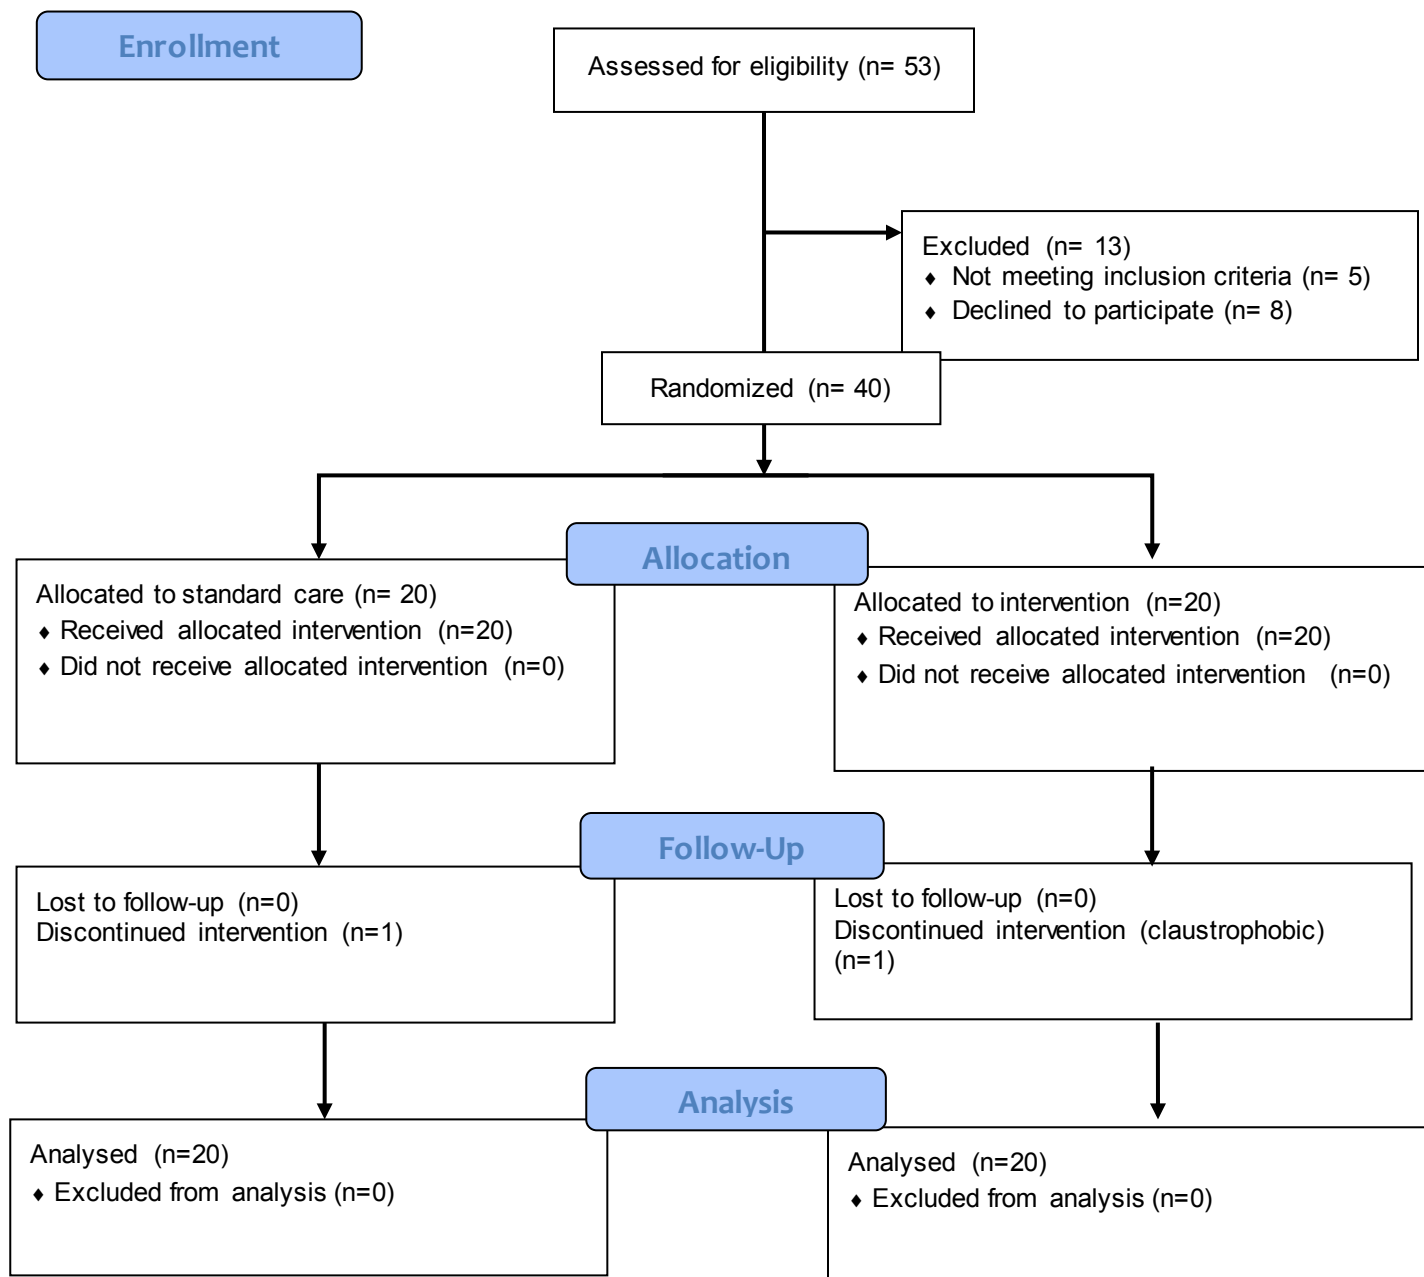 Enrollment
Assessed for eligibility (n= 53)
Excluded (n= 13)
♦ Not meeting inclusion criteria (n= 5)
♦ Declined to participate (n= 8)
Randomized (n= 40)
Allocation
Allocated to standard care (n= 20)
♦ Received allocated intervention (n=20)
♦ Did not receive allocated intervention (n=0)
Allocated to intervention (n=20)
♦ Received allocated intervention (n=20)
♦ Did not receive allocated intervention (n=0)
Follow-Up
Lost to follow-up (n=0)
Discontinued intervention (n=1)
Lost to follow-up (n=0)
Discontinued intervention (claustrophobic)
(n=1)
Analysis
Analysed (n=20)
♦ Excluded from analysis (n=0)
Analysed (n=20)
♦ Excluded from analysis (n=0)